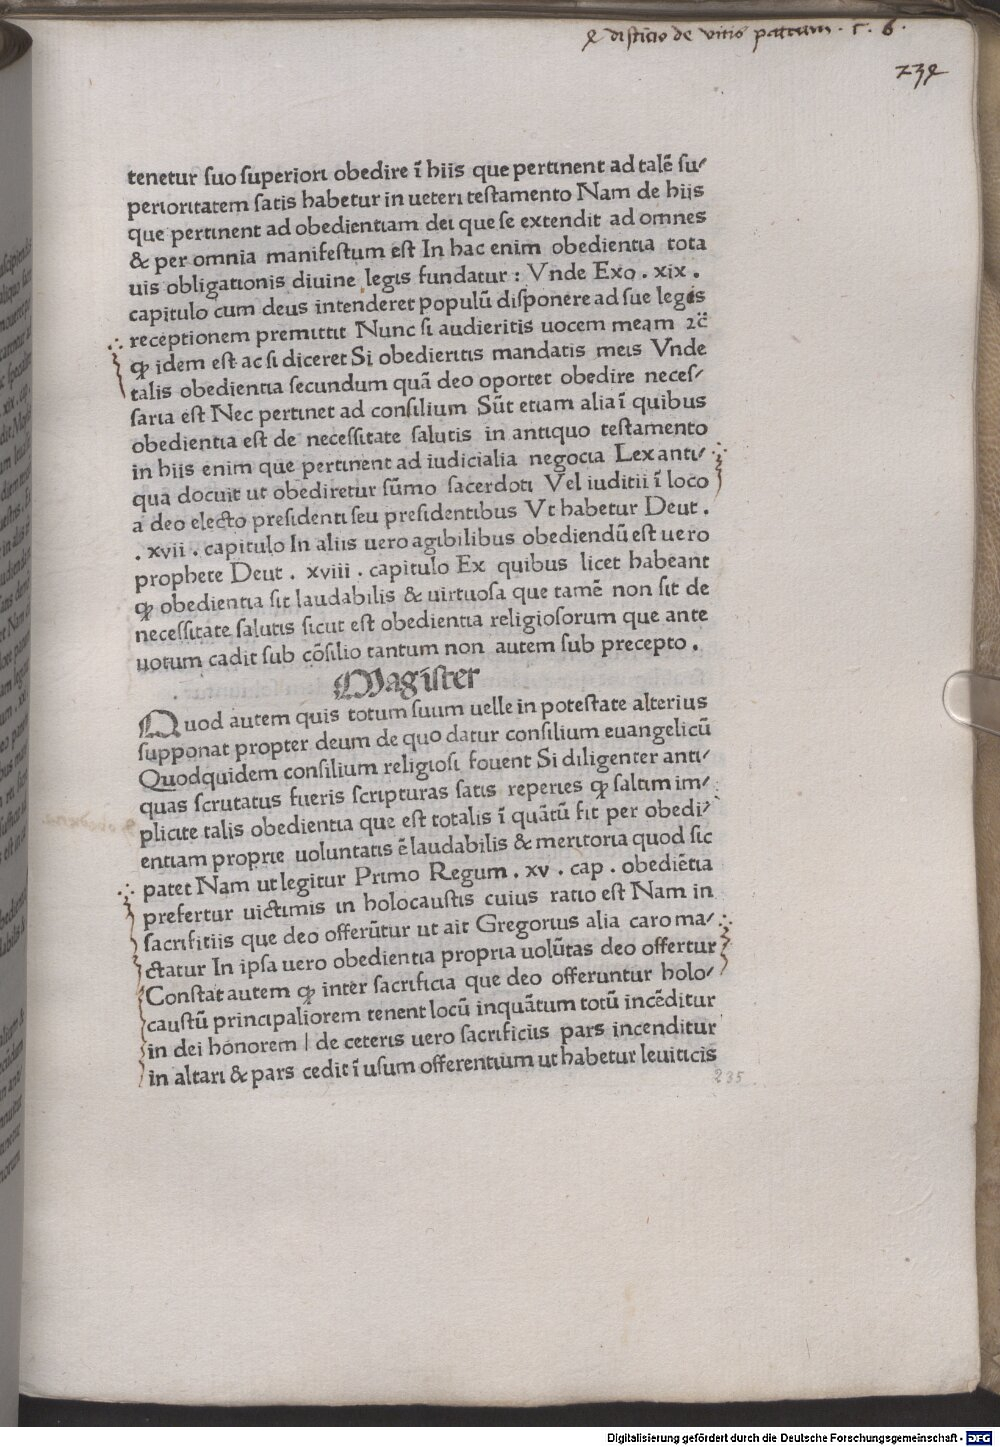 distinctio de vitis patrum . c . 6 .
tenetur suo superiori obedire ī hiis que pertinent ad talē su/
perioritatem satis habetur in ueteri testamento Nam de hijs
que pertinent ad obedientiam dei que se extendit ad omnes
& per omnia manifestum est In hac enim obedientia tota
uis obligationis diuine legis fundatur : Vnde Exo . xix .
capitulo cum deus intenderet populū disponere ad sue legis
receptionem premittit Nunc si audieritis uocem meam ⁊c̄
ꝙ idem est ac si diceret Si obedieritis mandatis meis Vnde
talis obedientia secundum quā deo oportet obedire neces/
saria est Nec pertinet ad consilium Sūt etiam alia ī quibus
obedientia est de necessitate salutis in antiquo testamento
in hiis enim que pertinent ad iudicialia negocia Lex anti/
qua docuit ut obediretur sūmo sacerdoti Vel iuditii ī loco
a deo electo presidenti seu presidentibus Vt habetur Deut .
. xvii . capitulo In aliis uero agibilibus obediendū est uero
prophete Deut . xviii . capitulo Ex quibus licet habeant
ꝙ obedientia sit laudabilis & uirtuosa que tamē non sit de
necessitate salutis sicut est obedientia religiosorum que ante
uotum cadit sub cōsilio tantum non autem sub precepto .
Magister
Quod autem quis totum suum uelle in potestate alterius
supponat propter deum de quo datur consilium euangelicū
Quodquidem consilium religiosi fouent Si diligenter anti/
quas scrutatus fueris scripturas satis reperies ꝙ saltim im/
plicite talis obedientia que est totalis ī quātū fit per obedi/
entiam proprie uoluntatis ē laudabilis & meritoria quod sic
patet Nam ut legitur Primo Regum . xv . cap . obediētia
prefertur uictimis in holocaustis cuius ratio est Nam in
sacrifitiis que deo offerūtur ut ait Gregorius alia caro ma/
ctatur In ipsa uero obedientia propria uolūtas deo offertur
Constat autem ꝙ inter sacrificia que deo offeruntur holo/
caustū principaliorem tenent locū inquātum totū incēditur
in dei honorem | de ceteris uero sacrificiis pars incenditur
in altari & pars cedit ī usum offerentium ut habetur leuiticis
235
Digitalisierung gefördert durch die Deutsche Forschungsgemeinschaft - DFG